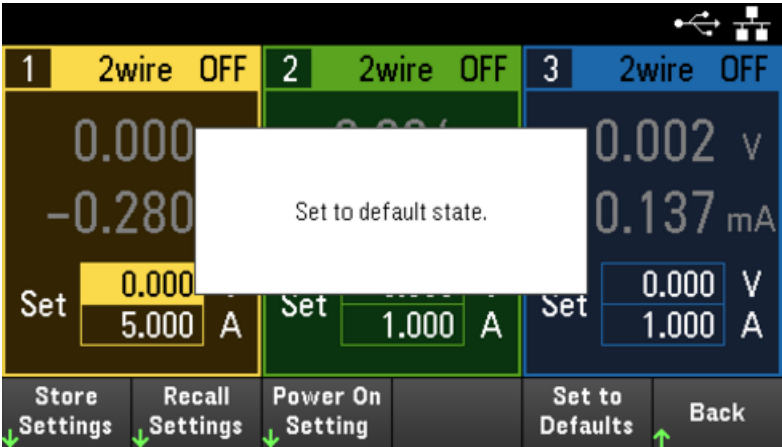 1 2wire OFF 2 2wire OFF 3 2wire OFF
0.000 0.002 V
-0.280 Set to default state. 0.137 mA
0.000 0.000 V
Set Set Set
5.000 A 1.000 A 1.000 A
Store Recall Power On Set to
Settings Settings Setting Defaults Back